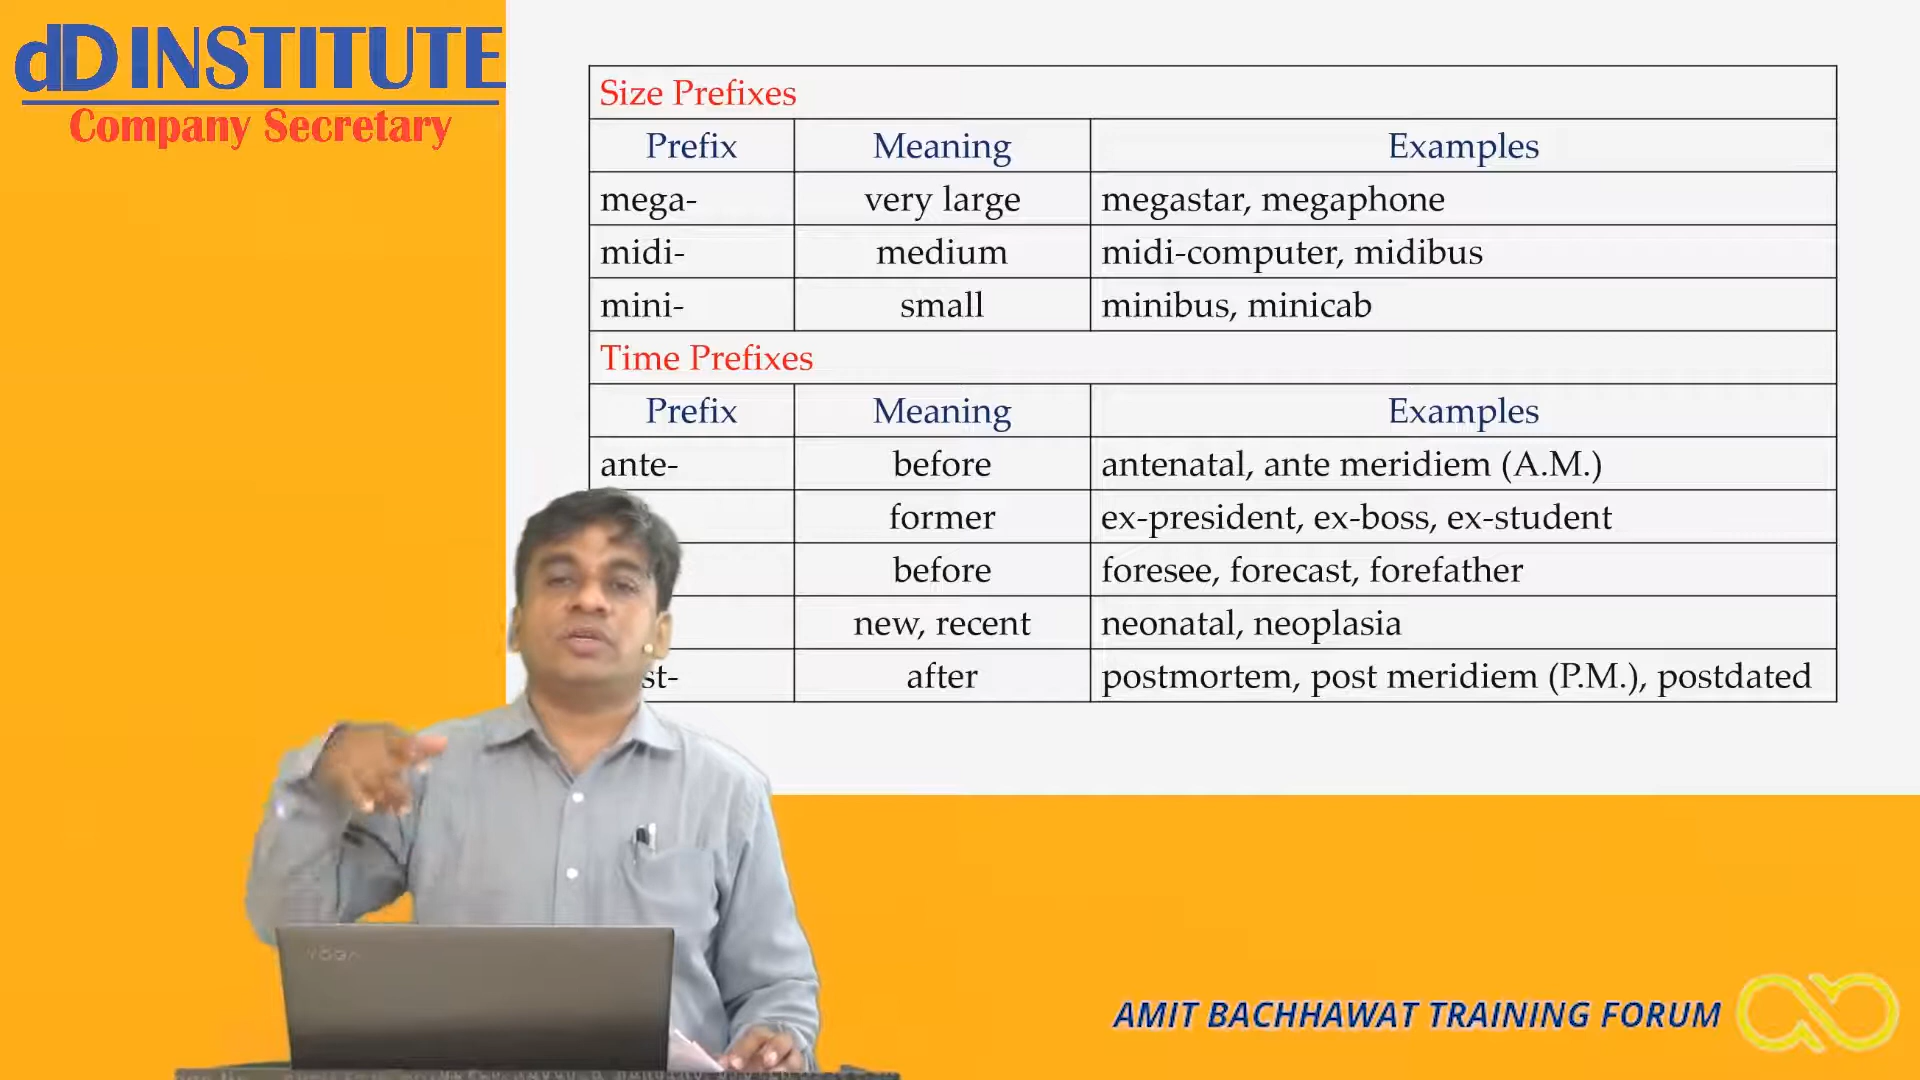 dD INSTITUTE
Company Secretary
Size Prefixes
Prefix Meaning Examples
mega- very large megastar, megaphone
midi- medium midi-computer, midibus
mini- small minibus, minicab
Time Prefixes
Prefix Meaning Examples
ante- before antenatal, ante meridiem (A.M.)
former ex-president, ex-boss, ex-student
before foresee, forecast, forefather
new, recent neonatal, neoplasia
st- after postmortem, post meridiem (P.M.), postdated
YOGA
AMIT BACHHAWAT TRAINING FORUM